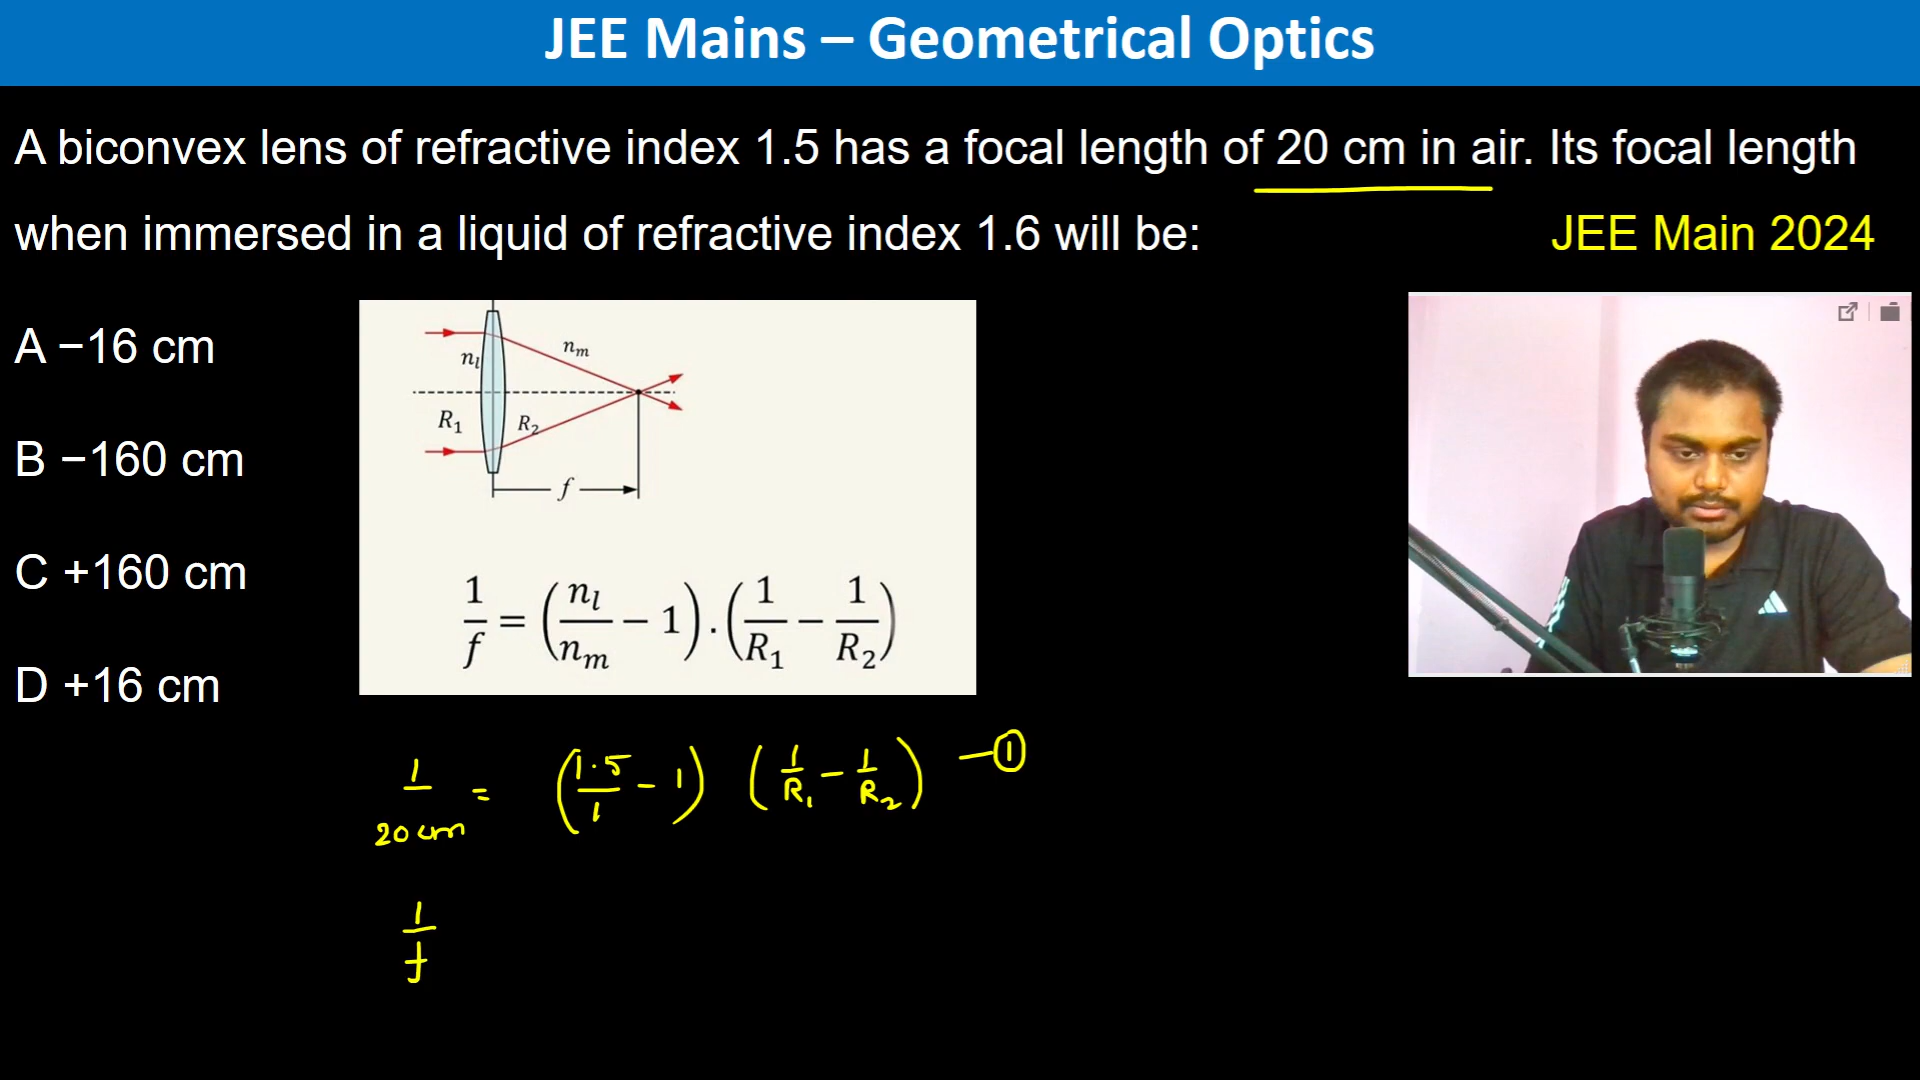 JEE Mains – Geometrical Optics
A biconvex lens of refractive index 1.5 has a focal length of 20 cm in air. Its focal length
when immersed in a liquid of refractive index 1.6 will be:
JEE Main 2024
A −16 cm
B −160 cm
C +160 cm
D +16 cm
n_l
n_m
R_1
R_2
f
1/f = (n_l/n_m − 1) . (1/R_1 − 1/R_2)
1/20 cm = (1.5/1 − 1) (1/R_1 − 1/R_2) — ①
1/f